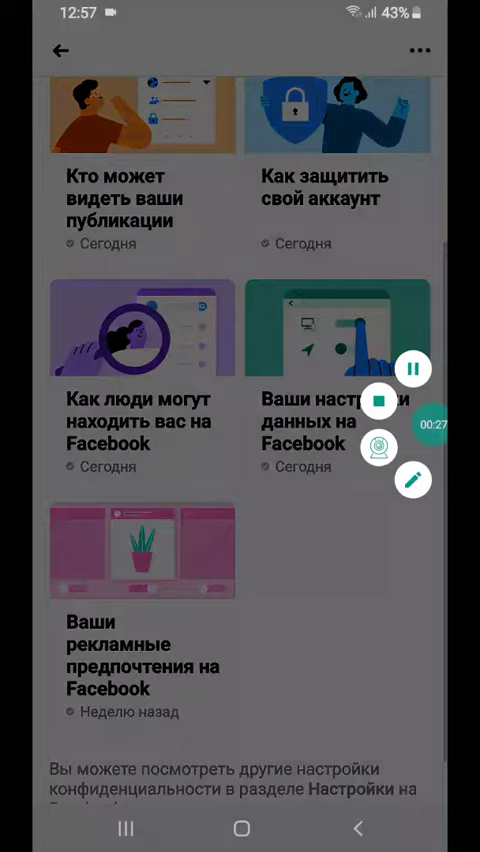 12:57
43%
Кто может
видеть ваши
публикации
Сегодня
Как защитить
свой аккаунт
Сегодня
Как люди могут
находить вас на
Facebook
Сегодня
Ваши настройки
данных на
Facebook
Сегодня
00:27
Ваши
рекламные
предпочтения на
Facebook
Неделю назад
Вы можете посмотреть другие настройки
конфиденциальности в разделе Настройки на